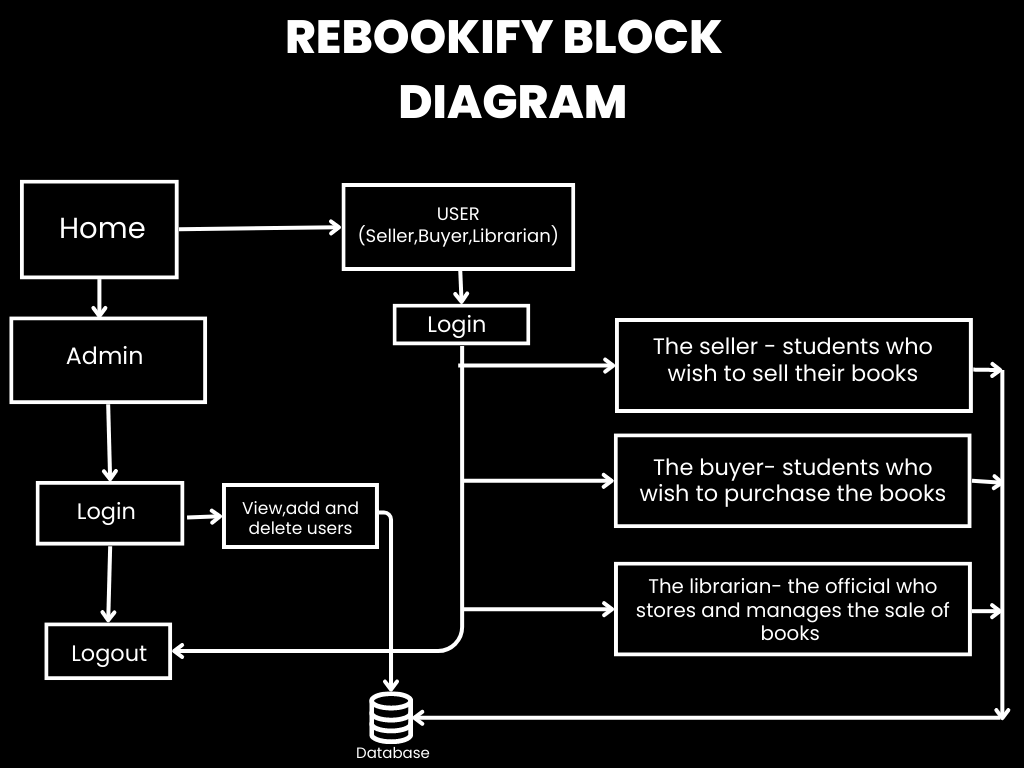 REBOOKIFY BLOCK
DIAGRAM
Home
USER
(Seller,Buyer,Librarian)
Login
Admin
The seller - students who
wish to sell their books
The buyer- students who
wish to purchase the books
Login
View,add and
delete users
The librarian- the official who
stores and manages the sale of
books
Logout
Database